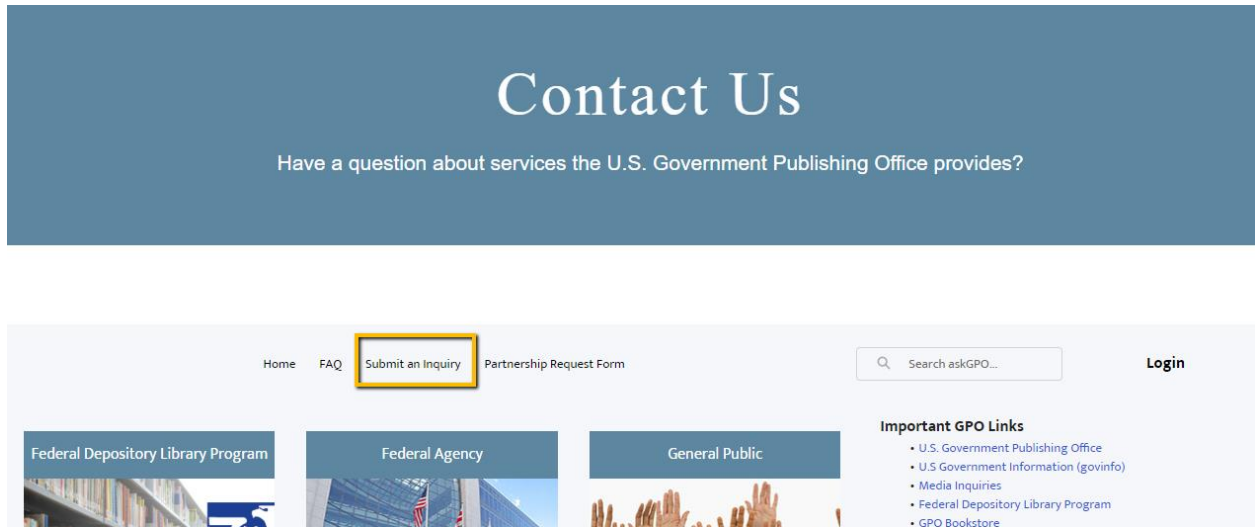 Contact Us
Have a question about services the U.S. Government Publishing Office provides?
Home FAQ Submit an Inquiry Partnership Request Form Search askGPO... Login
Federal Depository Library Program
Federal Agency
General Public
Important GPO Links
• U.S. Government Publishing Office
• U.S Government Information (govinfo)
• Media Inquiries
• Federal Depository Library Program
• GPO Bookstore